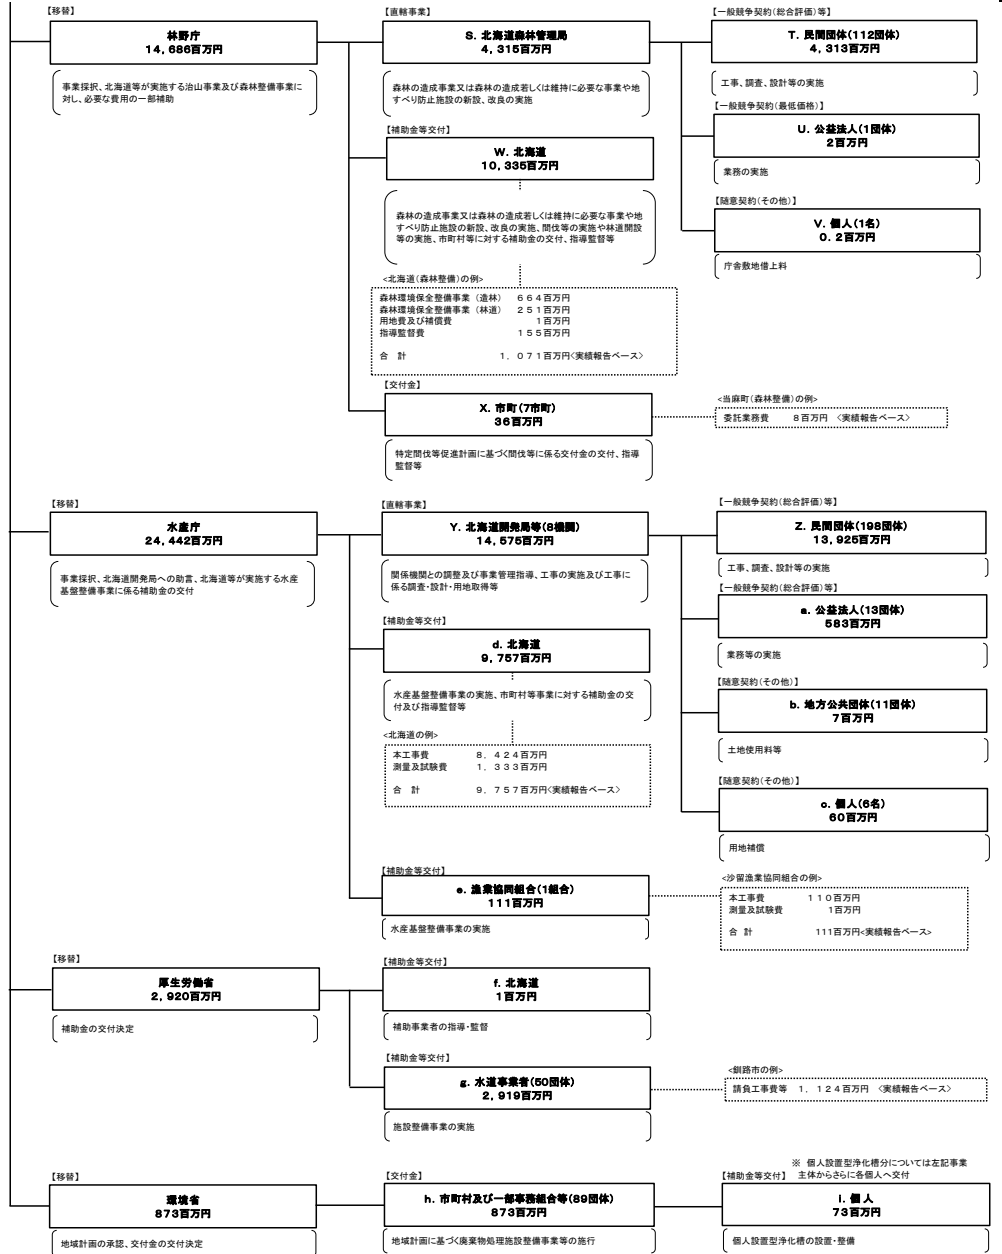 【移替】
林野庁
14,686百万円
事業採択、北海道等が実施する治山事業及び森林整備事業に
対し、必要な費用の一部補助
【直轄事業】
S. 北海道森林管理局
4,315百万円
森林の造成事業又は森林の造成若しくは維持に必要な事業や地
すべり防止施設の新設、改良の実施
【一般競争契約(総合評価)等】
T. 民間団体(112団体)
4,313百万円
工事、調査、設計等の実施
【一般競争契約(最低価格)】
U. 公益法人(1団体)
2百万円
業務の実施
【随意契約(その他)】
V. 個人(1名)
0.2百万円
庁舎敷地借上料
【補助金等交付】
W. 北海道
10,335百万円
森林の造成事業又は森林の造成若しくは維持に必要な事業や地
すべり防止施設の新設、改良の実施、間伐等の実施や林道開設
等の実施、市町村等に対する補助金の交付、指導監督等
<北海道(森林整備)の例>
森林環境保全整備事業（造林） 664百万円
森林環境保全整備事業（林道） 251百万円
用地費及び補償費 1百万円
指導監督費 155百万円
合 計 1,071百万円<実績報告ベース>
【交付金】
X. 市町(7市町)
36百万円
特定間伐等促進計画に基づく間伐等に係る交付金の交付、指導
監督等
<当麻町(森林整備)の例>
委託業務費 8百万円 <実績報告ベース>
【移替】
水産庁
24,442百万円
事業採択、北海道開発局への助言、北海道等が実施する水産
基盤整備事業に係る補助金の交付
【直轄事業】
Y. 北海道開発局等(8機関)
14,575百万円
関係機関との調整及び事業管理指導、工事の実施及び工事に
係る調査・設計・用地取得等
【一般競争契約(総合評価)等】
Z. 民間団体(198団体)
13,925百万円
工事、調査、設計等の実施
【一般競争契約(総合評価)等】
a. 公益法人(13団体)
583百万円
業務等の実施
【随意契約(その他)】
b. 地方公共団体(11団体)
7百万円
土地使用料等
【随意契約(その他)】
c. 個人(6名)
60百万円
用地補償
【補助金等交付】
d. 北海道
9,757百万円
水産基盤整備事業の実施、市町村等事業に対する補助金の交
付及び指導監督等
<北海道の例>
本工事費 8,424百万円
測量及試験費 1,333百万円
合 計 9,757百万円<実績報告ベース>
【補助金等交付】
e. 漁業協同組合(1組合)
111百万円
水産基盤整備事業の実施
<沙留漁業協同組合の例>
本工事費 110百万円
測量及試験費 1百万円
合 計 111百万円<実績報告ベース>
【移替】
厚生労働省
2,920百万円
補助金の交付決定
【補助金等交付】
f. 北海道
1百万円
補助事業者の指導・監督
【補助金等交付】
g. 水道事業者(50団体)
2,919百万円
施設整備事業の実施
<釧路市の例>
請負工事費等 1,124百万円 <実績報告ベース>
【移替】
環境省
873百万円
地域計画の承認、交付金の交付決定
【交付金】
h. 市町村及び一部事務組合等(89団体)
873百万円
地域計画に基づく廃棄物処理施設整備事業等の施行
※ 個人設置型浄化槽分については左記事業
主体からさらに各個人へ交付
【補助金等交付】
i. 個人
73百万円
個人設置型浄化槽の設置・整備